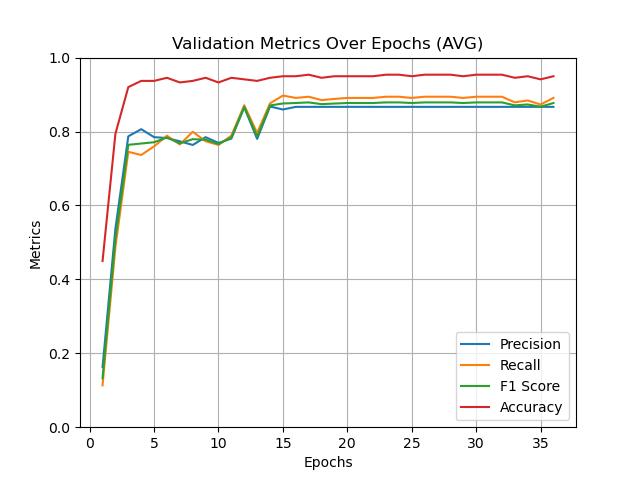 Validation Metrics Over Epochs (AVG)
1.0
0.8
0.6
0.4
0.2
0.0
Metrics
0 5 10 15 20 25 30 35
Epochs
Precision
Recall
F1 Score
Accuracy